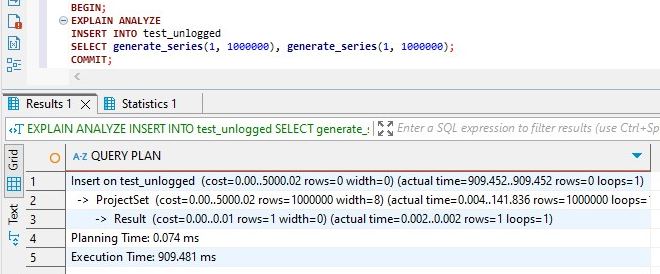 BEGIN;
EXPLAIN ANALYZE
INSERT INTO test_unlogged
SELECT generate_series(1, 1000000), generate_series(1, 1000000);
COMMIT;
Results 1 Statistics 1
EXPLAIN ANALYZE INSERT INTO test_unlogged SELECT generate_ Enter a SQL expression to filter results (use Ctrl+Sp
Grid
Text
A-Z QUERY PLAN
1 Insert on test_unlogged (cost=0.00..5000.02 rows=0 width=0) (actual time=909.452..909.452 rows=0 loops=1)
2 -> ProjectSet (cost=0.00..5000.02 rows=1000000 width=8) (actual time=0.004..141.836 rows=1000000 loops=1
3 -> Result (cost=0.00..0.01 rows=1 width=0) (actual time=0.002..0.002 rows=1 loops=1)
4 Planning Time: 0.074 ms
5 Execution Time: 909.481 ms